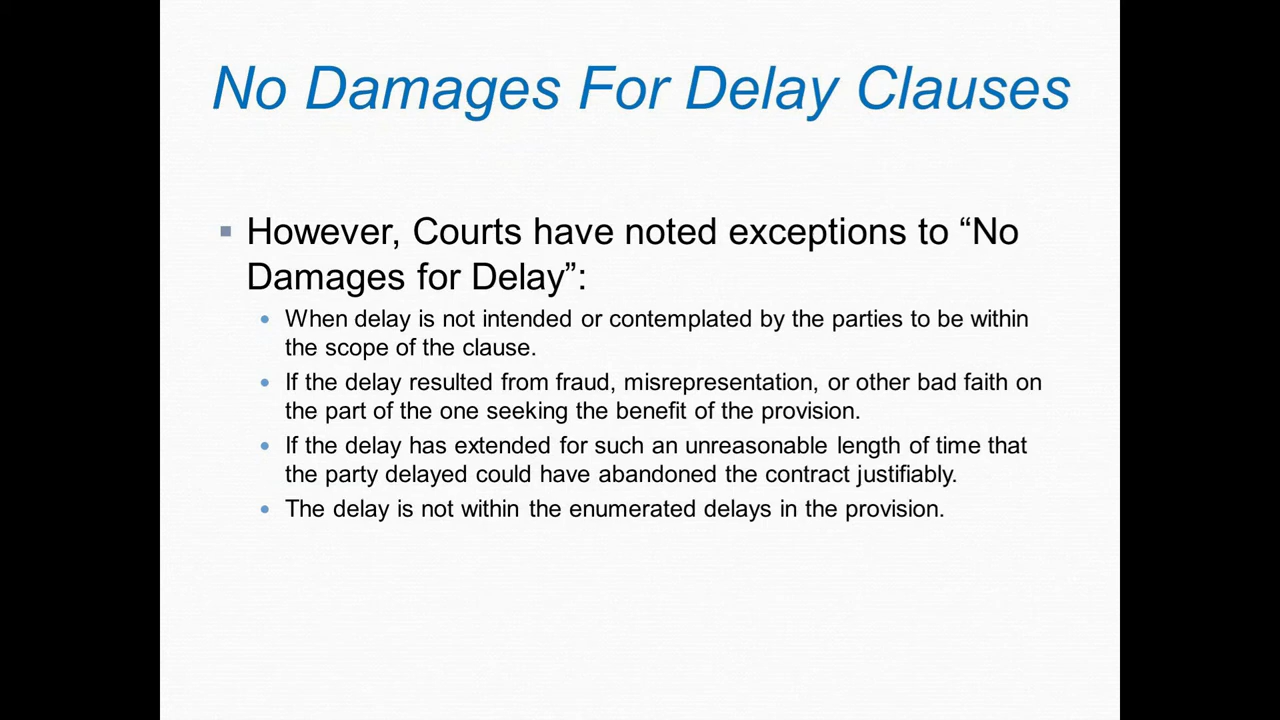 No Damages For Delay Clauses
However, Courts have noted exceptions to “No
Damages for Delay”:
When delay is not intended or contemplated by the parties to be within
the scope of the clause.
If the delay resulted from fraud, misrepresentation, or other bad faith on
the part of the one seeking the benefit of the provision.
If the delay has extended for such an unreasonable length of time that
the party delayed could have abandoned the contract justifiably.
The delay is not within the enumerated delays in the provision.